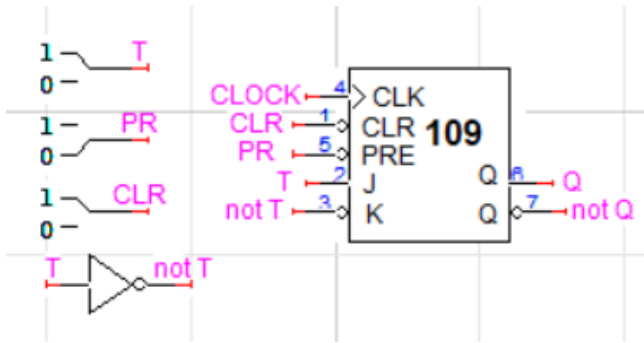 1 T
0
1 PR
0
1 CLR
0
T not T
CLOCK 4 CLK
CLR 1 CLR 109
PR 5 PRE
T 2 J Q 6 Q
not T 3 K Q 7 not Q